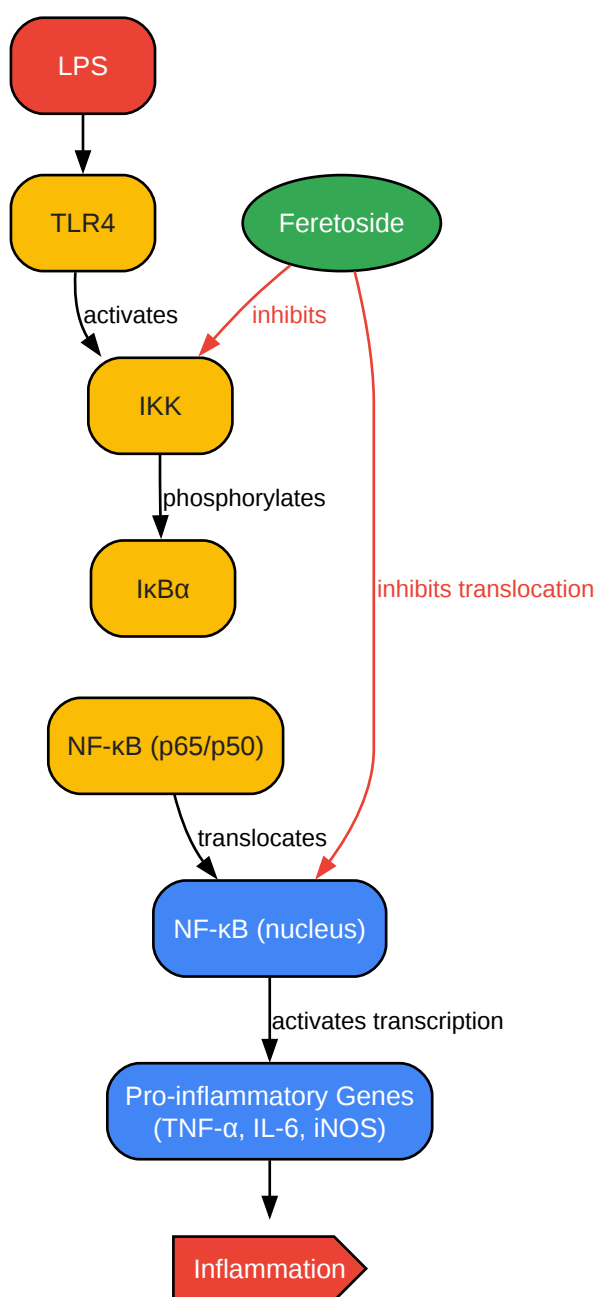 LPS
TLR4
Feretoside
activates
inhibits
IKK
phosphorylates
IκBα
inhibits translocation
NF-κB (p65/p50)
translocates
NF-κB (nucleus)
activates transcription
Pro-inflammatory Genes
(TNF-α, IL-6, iNOS)
Inflammation